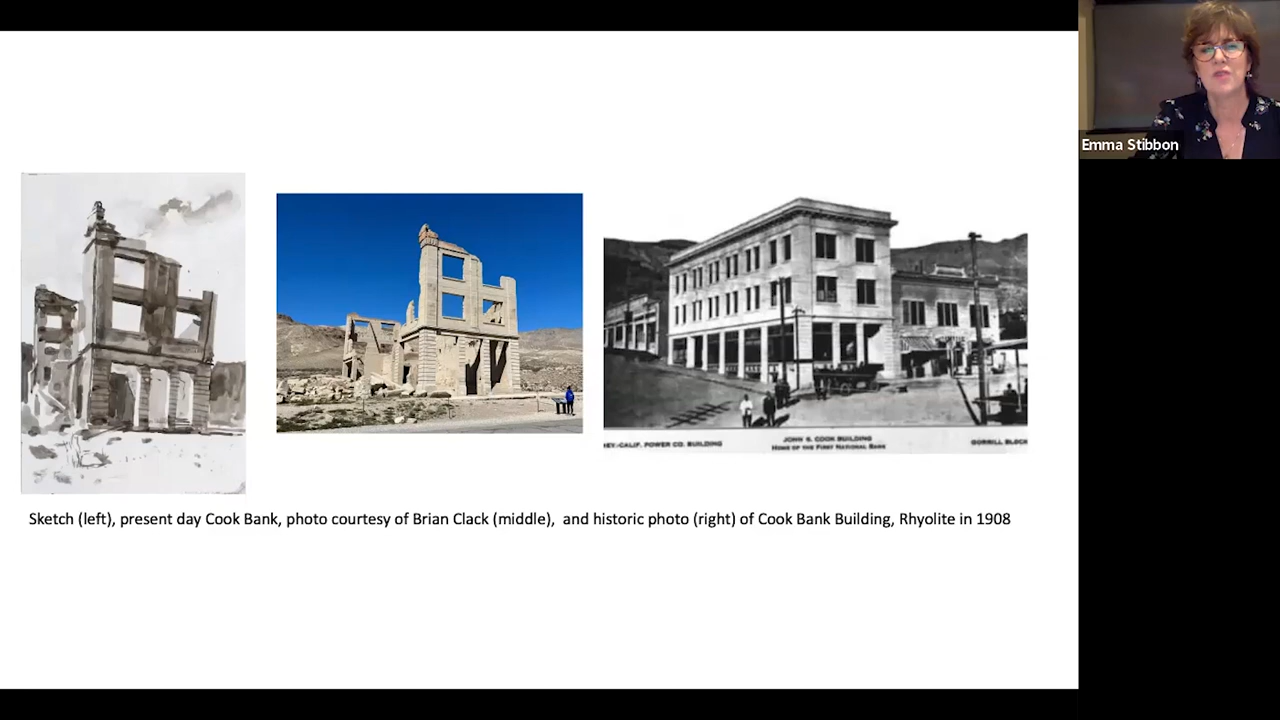 Emma Stibbon
JOHN S. COOK BUILDING
HEY.-CALIF. POWER CO. BUILDING
HOME OF THE FIRST NATIONAL BANK
GORRILL BLOCK
Sketch (left), present day Cook Bank, photo courtesy of Brian Clack (middle), and historic photo (right) of Cook Bank Building, Rhyolite in 1908